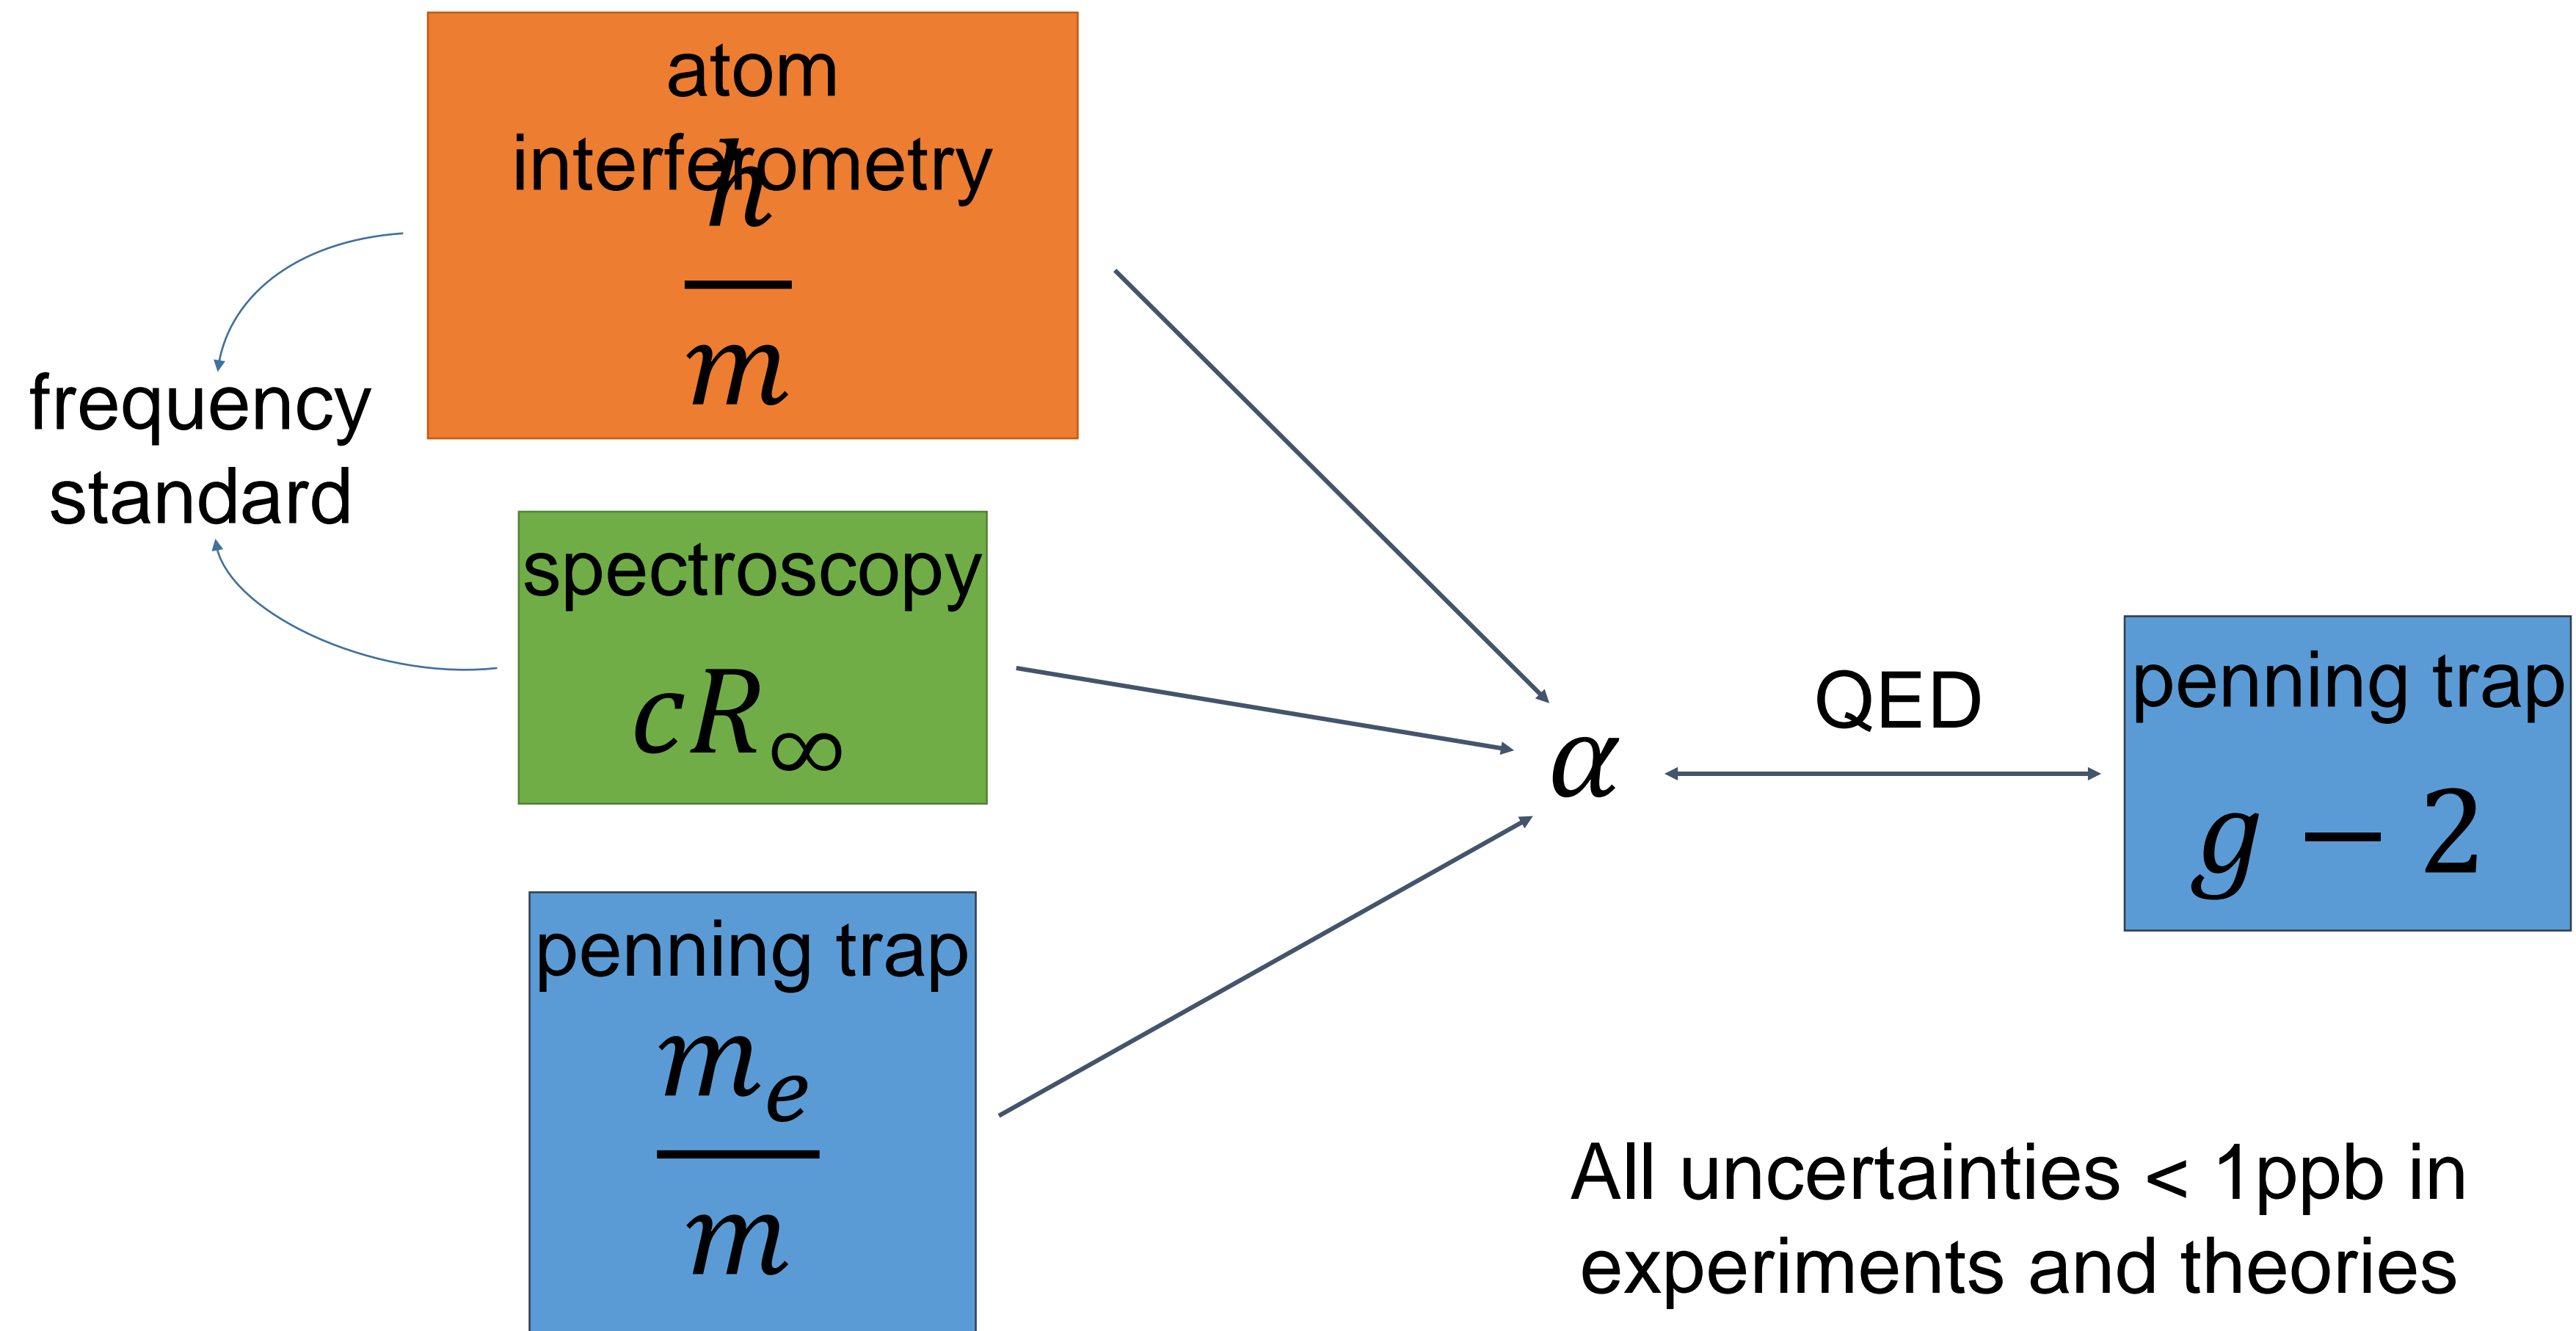 atom
interferometry
h
m
frequency
standard
spectroscopy
cR∞
penning trap
mₑ
m
α
QED
penning trap
g − 2
All uncertainties < 1ppb in
experiments and theories